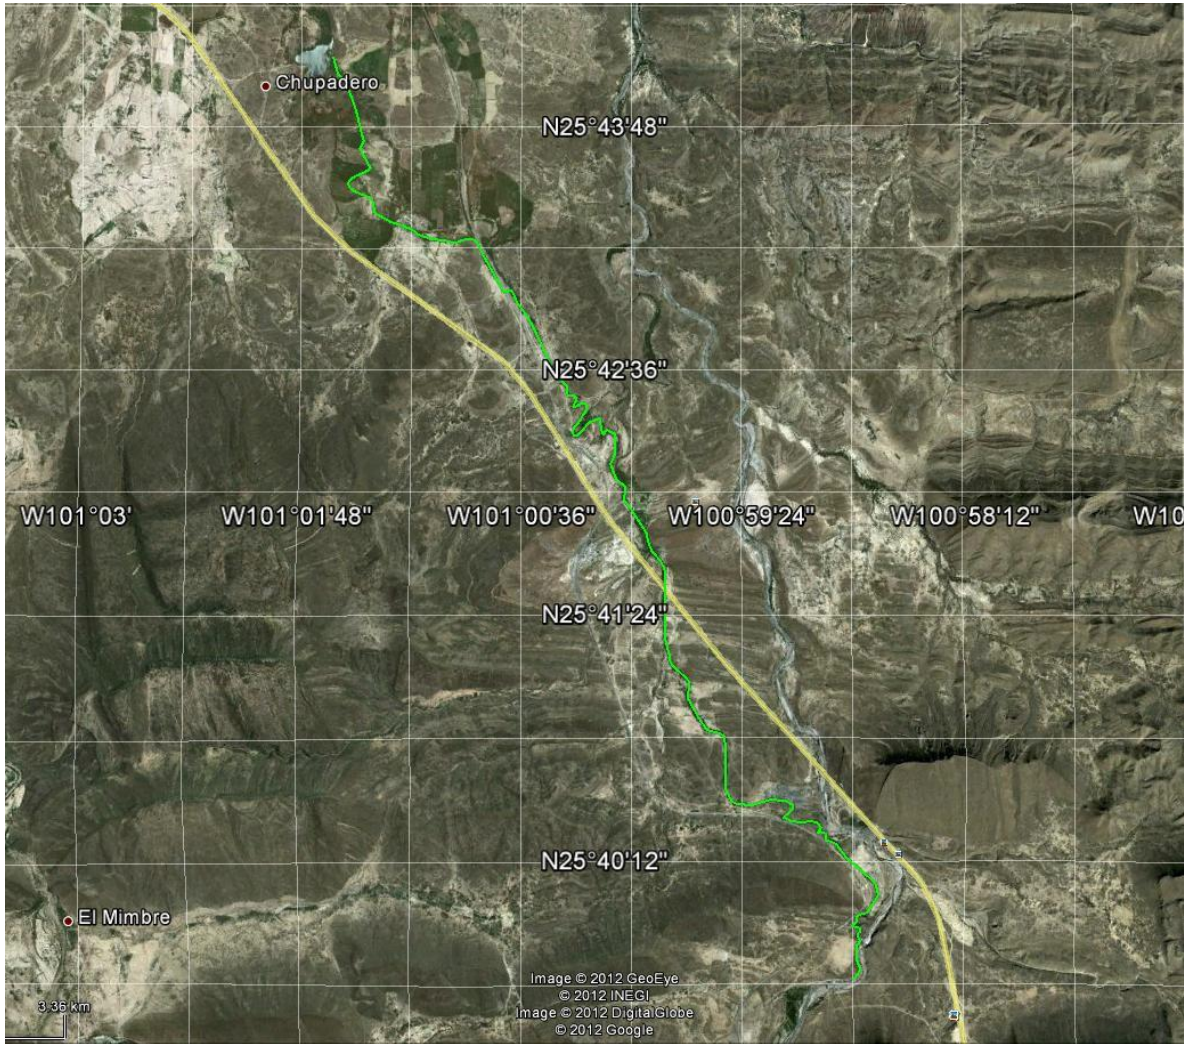 Chupadero
N25°43'48"
N25°42'36"
W101°03'
W101°01'48"
W101°00'36"
W100°59'24"
W100°58'12"
W10
N25°41'24"
N25°40'12"
El Mimbre
Image © 2012 GeoEye
© 2012 INEGI
Image © 2012 DigitalGlobe
© 2012 Google
3.36 km